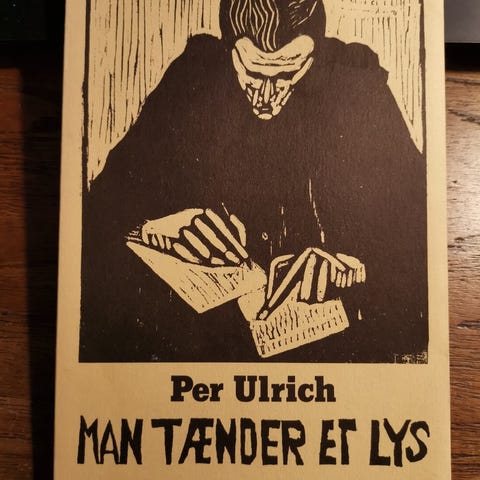 Per Ulrich
MAN TÆNDER ET LYS